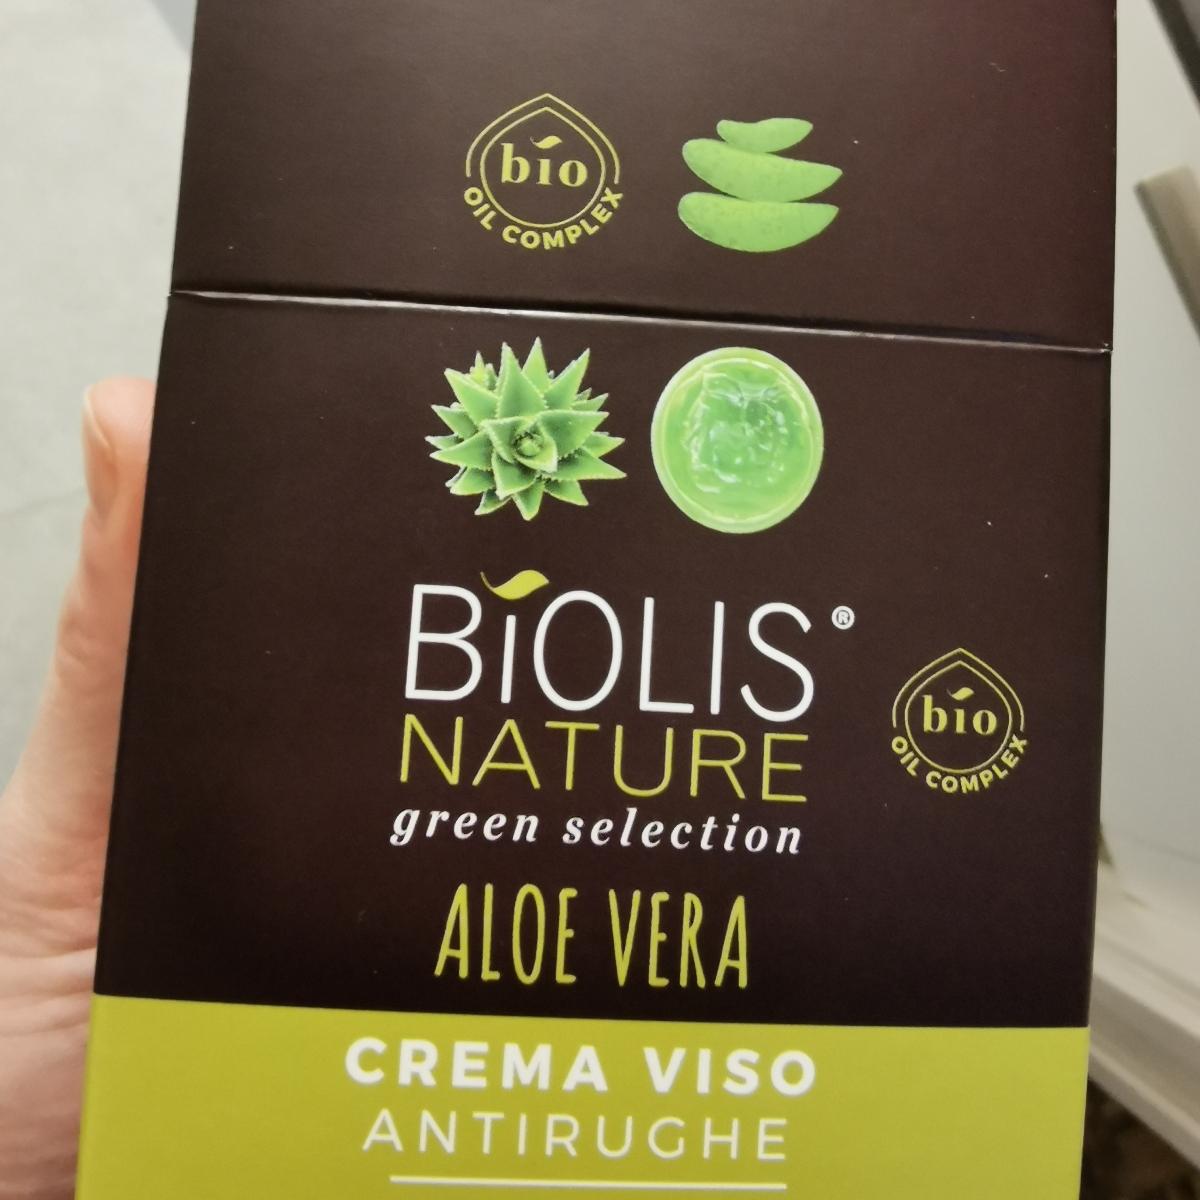 bio
OIL COMPLEX
BiOLIS®
NATURE
green selection
bio
OIL COMPLEX
ALOE VERA
CREMA VISO
ANTIRUGHE